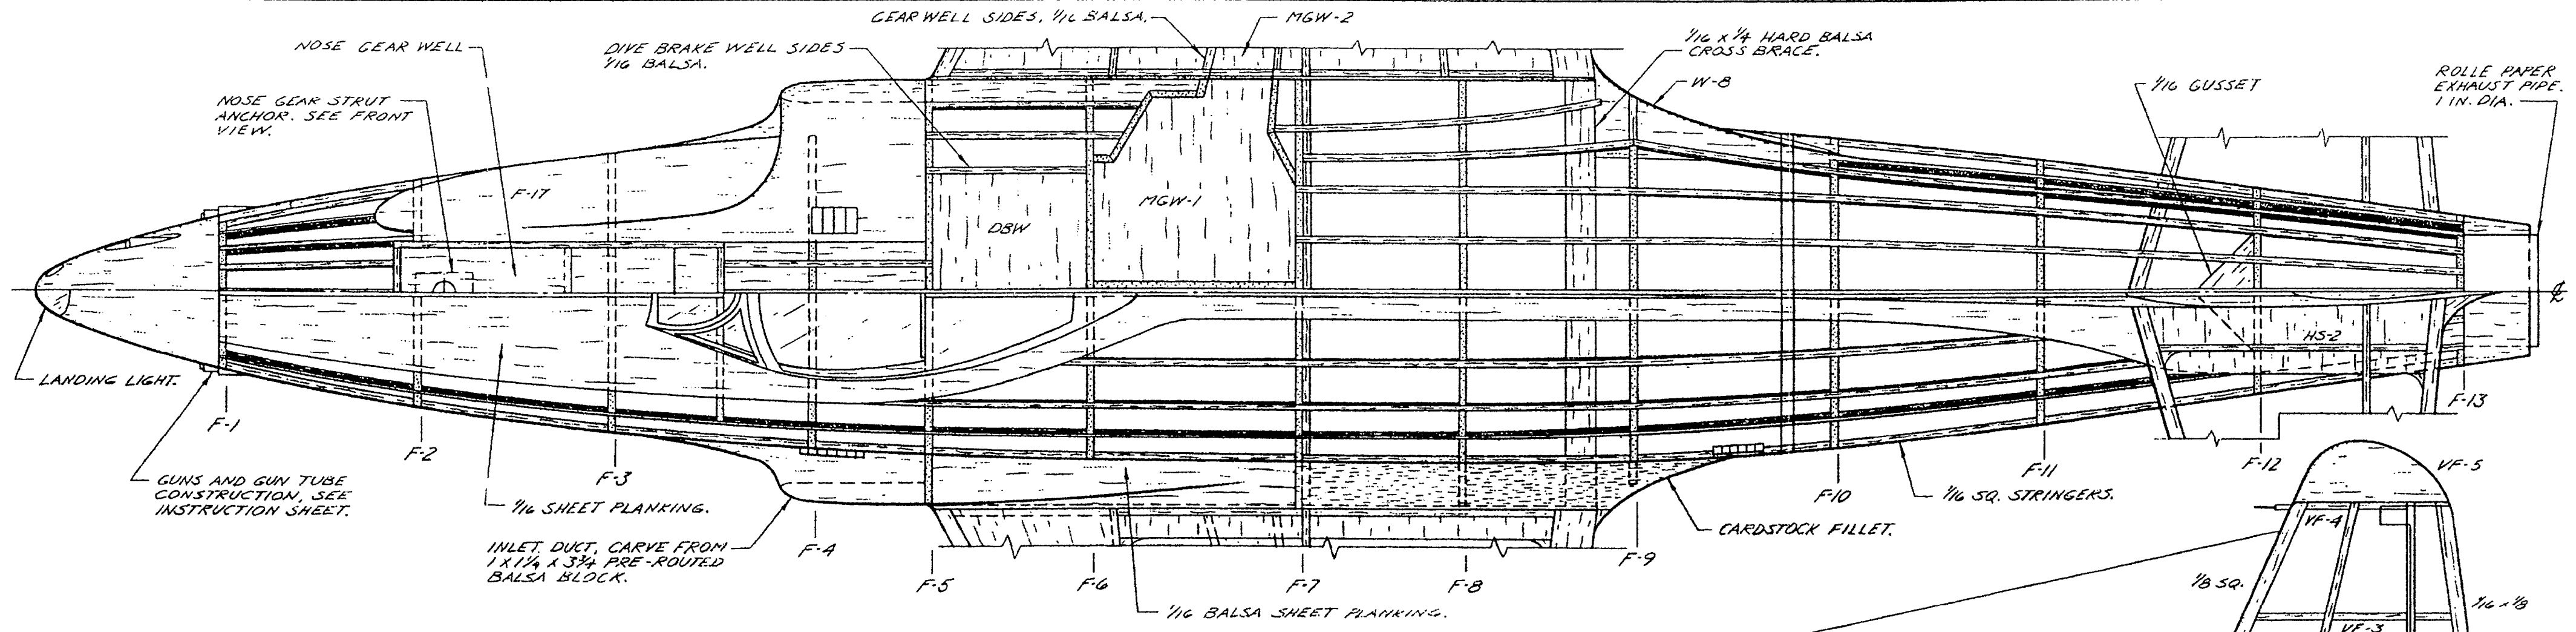 GEAR WELL SIDES, 1/16 BALSA.
MGW-2
NOSE GEAR WELL
DIVE BRAKE WELL SIDES
1/16 BALSA.
1/16 x 1/4 HARD BALSA
CROSS BRACE.
W-8
NOSE GEAR STRUT
ANCHOR. SEE FRONT
VIEW.
1/16 GUSSET
ROLLE PAPER
EXHAUST PIPE.
1 IN. DIA.
F-17
MGW-1
DBW
HS-2
LANDING LIGHT.
F-1
F-2
F-3
F-4
F-5
F-6
F-7
F-8
F-9
F-10
F-11
F-12
F-13
GUNS AND GUN TUBE
CONSTRUCTION, SEE
INSTRUCTION SHEET.
1/16 SHEET PLANKING.
INLET DUCT, CARVE FROM
1 X 1 1/4 X 3 3/4 PRE-ROUTED
BALSA BLOCK.
1/16 BALSA SHEET PLANKING.
CARDSTOCK FILLET.
1/16 SQ. STRINGERS.
VF-5
VF-4
1/8 SQ.
1/16 x 1/8
VF-3